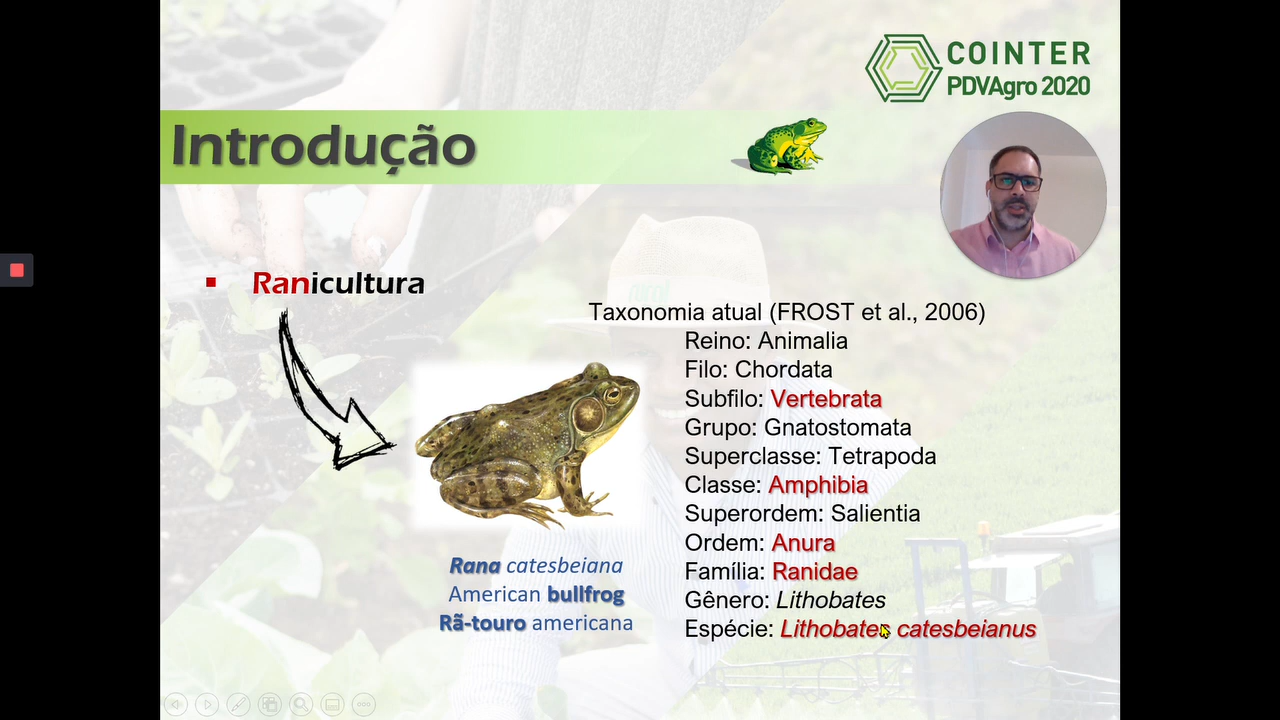 COINTER
PDVAgro 2020
Introdução
Ranicultura
Taxonomia atual (FROST et al., 2006)
Reino: Animalia
Filo: Chordata
Subfilo: Vertebrata
Grupo: Gnatostomata
Superclasse: Tetrapoda
Classe: Amphibia
Superordem: Salientia
Ordem: Anura
Família: Ranidae
Gênero: Lithobates
Espécie: Lithobates catesbeianus
Rana catesbeiana
American bullfrog
Rã-touro americana